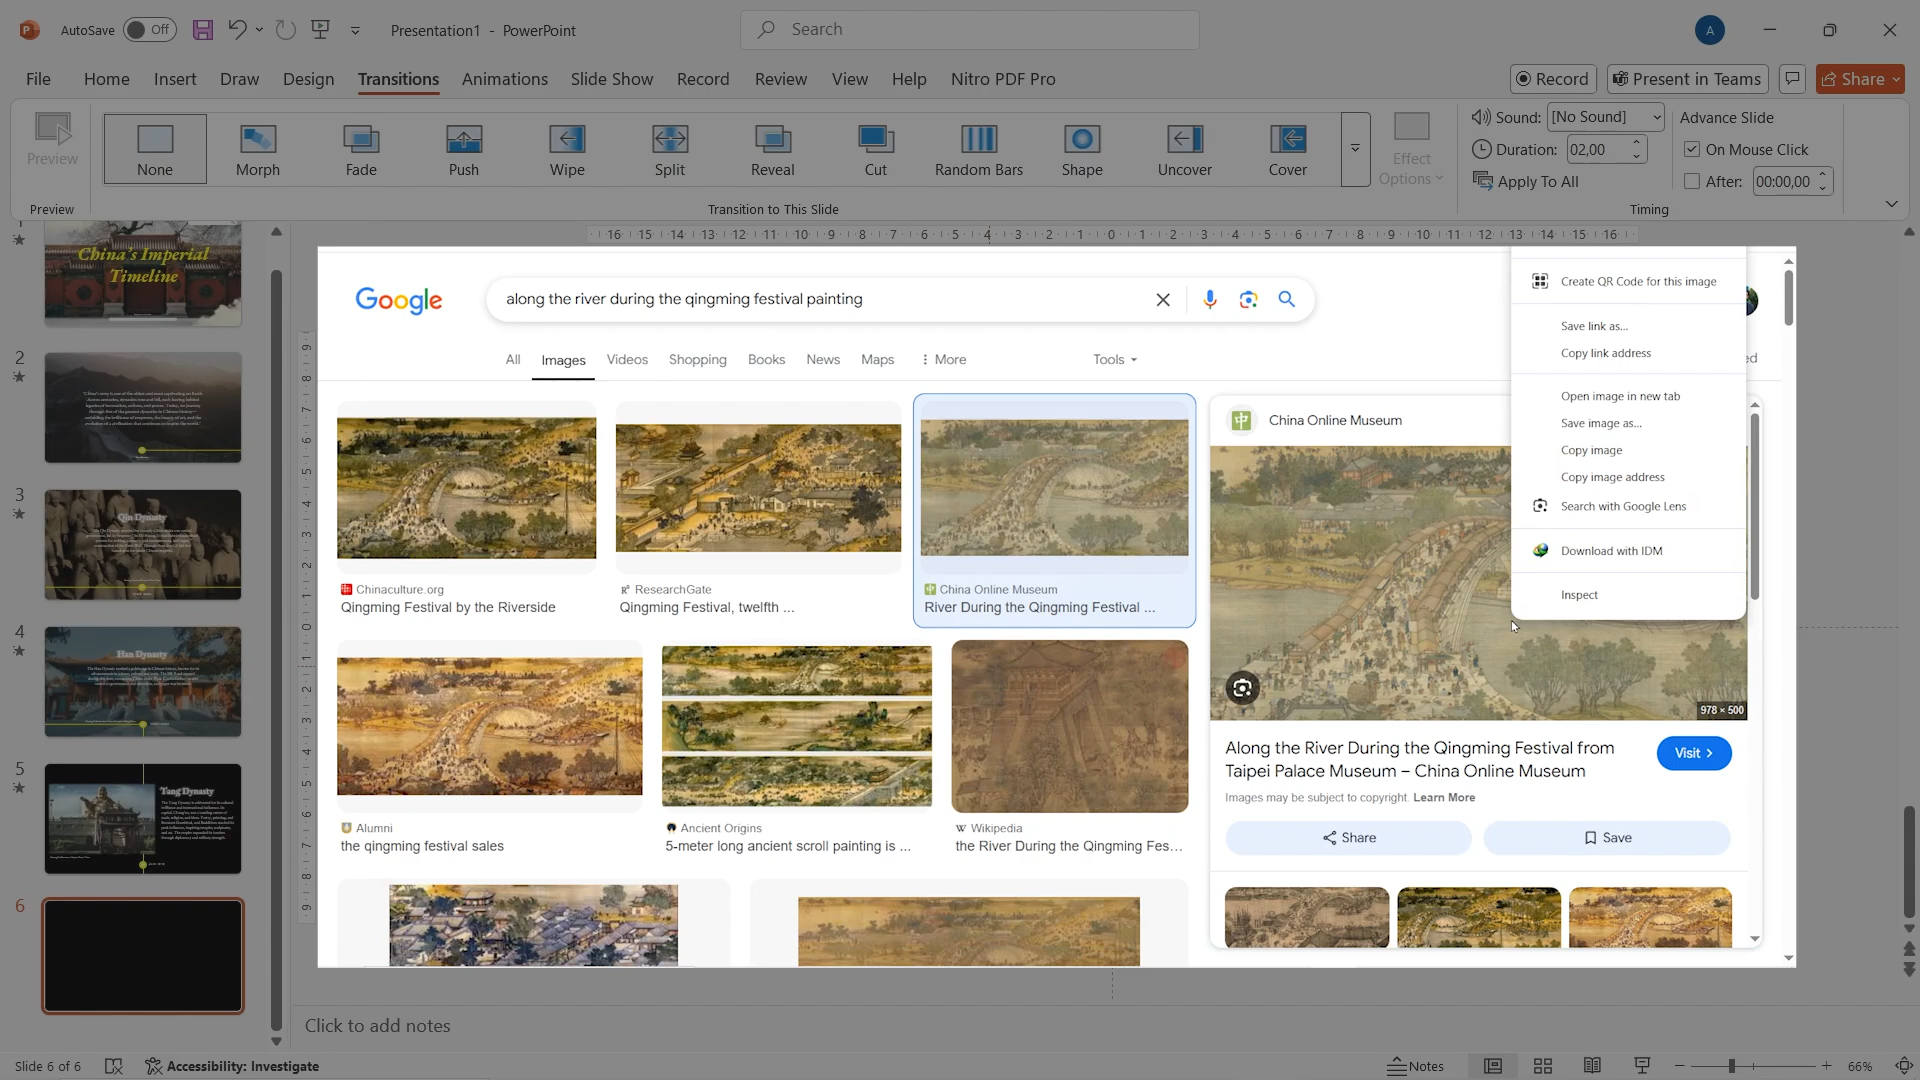 AutoSave Off Presentation1 - PowerPoint Search A
File Home Insert Draw Design Transitions Animations Slide Show Record Review View Help Nitro PDF Pro Record Present in Teams Share
Preview None Morph Fade Push Wipe Split Reveal Cut Random Bars Shape Uncover Cover Effect Options
Sound: [No Sound] Advance Slide
Duration: 02,00 On Mouse Click
Apply To All After: 00:00,00
Preview Transition to This Slide Timing
China's Imperial
Timeline
2
3
Qin Dynasty
4
Han Dynasty
5
Tang Dynasty
6
Google along the river during the qingming festival painting
All Images Videos Shopping Books News Maps More Tools
Create QR Code for this image
Save link as...
Copy link address
Open image in new tab
Save image as...
Copy image
Copy image address
Search with Google Lens
Download with IDM
Inspect
Chinaculture.org
Qingming Festival by the Riverside
ResearchGate
Qingming Festival, twelfth ...
China Online Museum
River During the Qingming Festival ...
Alumni
the qingming festival sales
Ancient Origins
5-meter long ancient scroll painting is ...
Wikipedia
the River During the Qingming Fes...
China Online Museum
978 × 500
Along the River During the Qingming Festival from
Taipei Palace Museum – China Online Museum
Visit
Images may be subject to copyright. Learn More
Share Save
Click to add notes
Slide 6 of 6 Accessibility: Investigate Notes 66%